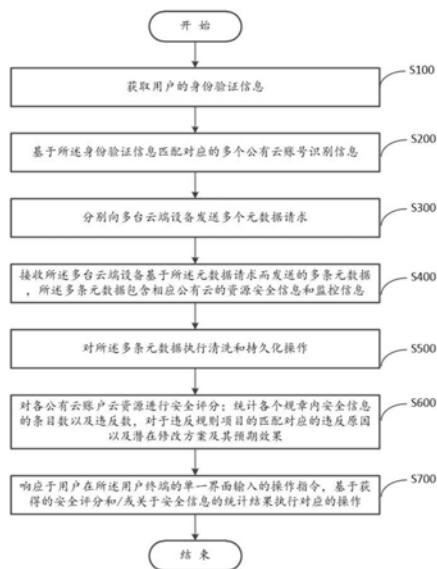 开 始
S100
获取用户的身份验证信息
S200
基于所述身份验证信息匹配对应的多个公有云账号识别信息
S300
分别向多台云端设备发送多个元数据请求
S400
接收所述多台云端设备基于所述元数据请求而发送的多条元数据
，所述多条元数据包含相应公有云的资源安全信息和监控信息
S500
对所述多条元数据执行清洗和持久化操作
S600
对各公有云账户云资源进行安全评分；统计各个规章内安全信息
的条目数以及违反数，对于违反规则项目的匹配对应的违反原因
以及潜在修改方案及其预期效果
S700
响应于用户在所述用户终端的单一界面输入的操作指令，基于获
得的安全评分和/或关于安全信息的统计结果执行对应的操作
结 束